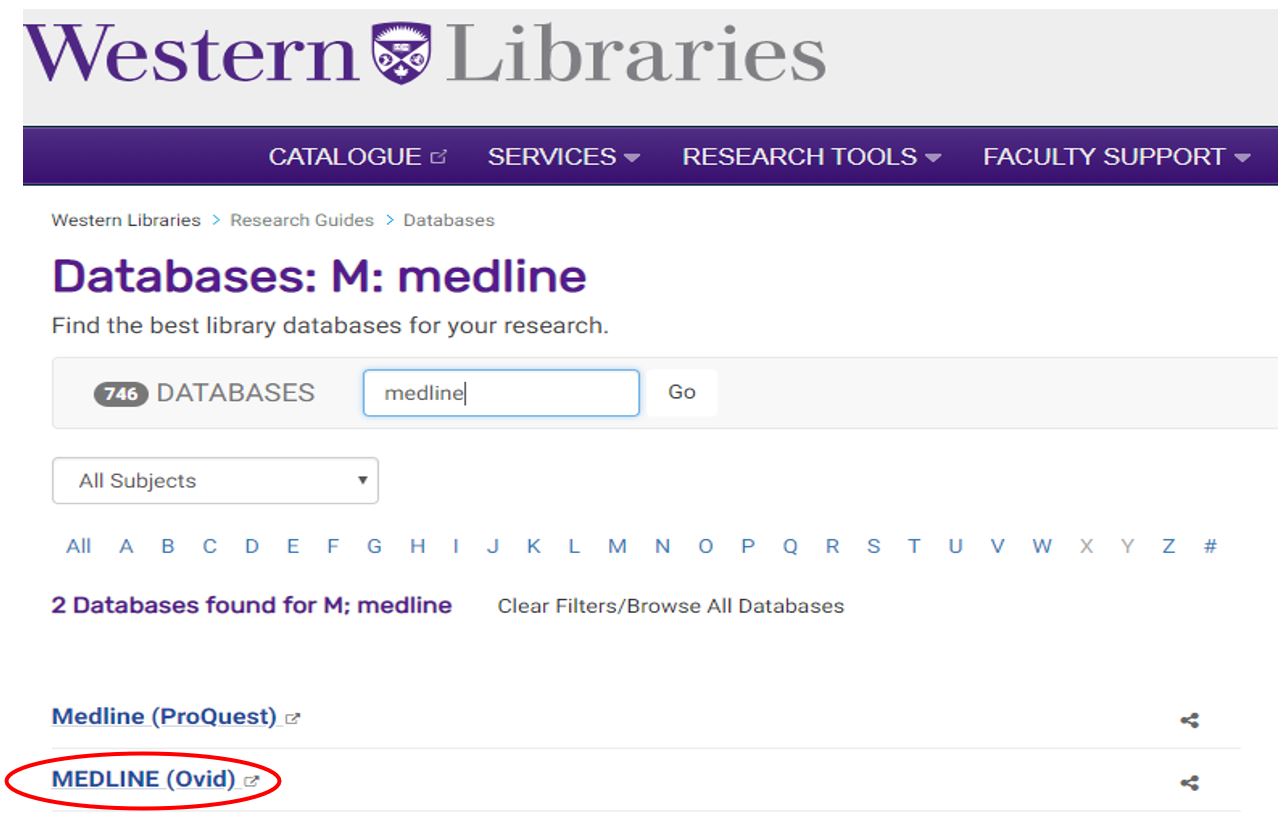 Western Libraries
CATALOGUE SERVICES RESEARCH TOOLS FACULTY SUPPORT
Western Libraries > Research Guides > Databases
Databases: M: medline
Find the best library databases for your research.
746 DATABASES medline Go
All Subjects
All A B C D E F G H I J K L M N O P Q R S T U V W X Y Z #
2 Databases found for M; medline Clear Filters/Browse All Databases
Medline (ProQuest)
MEDLINE (Ovid)